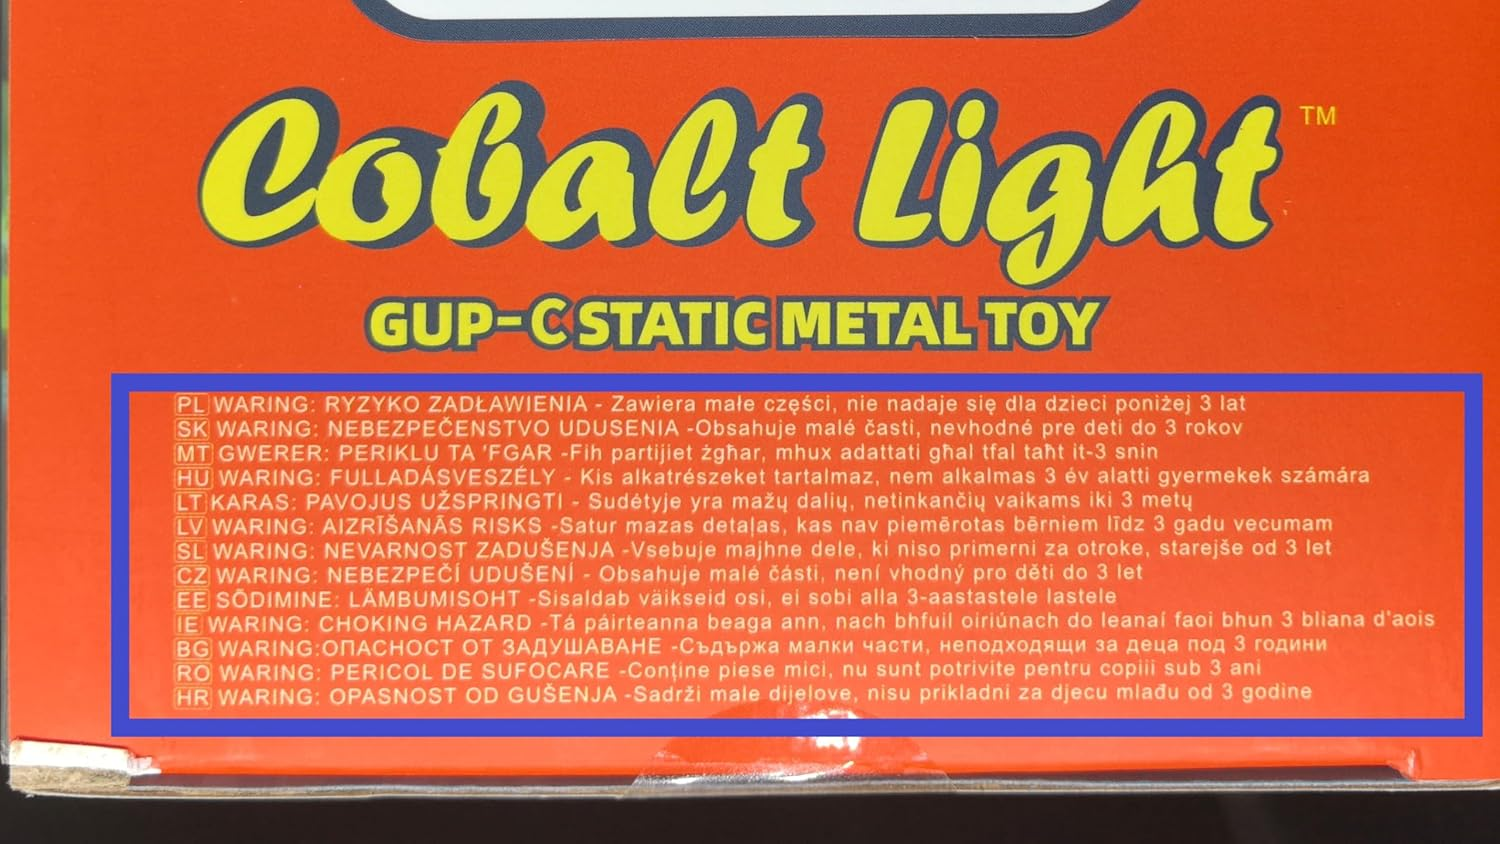 Cobalt Light™
GUP-C STATIC METAL TOY
PL WARING: RYZYKO ZADŁAWIENIA - Zawiera małe części, nie nadaje się dla dzieci poniżej 3 lat
SK WARING: NEBEZPEČENSTVO UDUSENIA -Obsahuje malé časti, nevhodné pre deti do 3 rokov
MT GWERER: PERIKLU TA 'FGAR -Fih partijiet żgħar, mhux adattati għal tfal taħt it-3 snin
HU WARING: FULLADÁSVESZÉLY - Kis alkatrészeket tartalmaz, nem alkalmas 3 év alatti gyermekek számára
LT KARAS: PAVOJUS UŽSPRINGTI - Sudėtyje yra mažų dalių, netinkančių vaikams iki 3 metų
LV WARING: AIZRĪŠANĀS RISKS -Satur mazas detaļas, kas nav piemērotas bērniem līdz 3 gadu vecumam
SL WARING: NEVARNOST ZADUŠENJA -Vsebuje majhne dele, ki niso primerni za otroke, starejše od 3 let
CZ WARING: NEBEZPEČÍ UDUŠENÍ - Obsahuje malé části, není vhodný pro děti do 3 let
EE SÕDIMINE: LÄMBUMISOHT -Sisaldab väikseid osi, ei sobi alla 3-aastastele lastele
IE WARING: CHOKING HAZARD -Tá páirteanna beaga ann, nach bhfuil oiriúnach do leanaí faoi bhun 3 bliana d'aois
BG WARING:ОПАСНОСТ ОТ ЗАДУШАВАНЕ -Съдържа малки части, неподходящи за деца под 3 години
RO WARING: PERICOL DE SUFOCARE -Conține piese mici, nu sunt potrivite pentru copiii sub 3 ani
HR WARING: OPASNOST OD GUŠENJA -Sadrži male dijelove, nisu prikladni za djecu mlađu od 3 godine